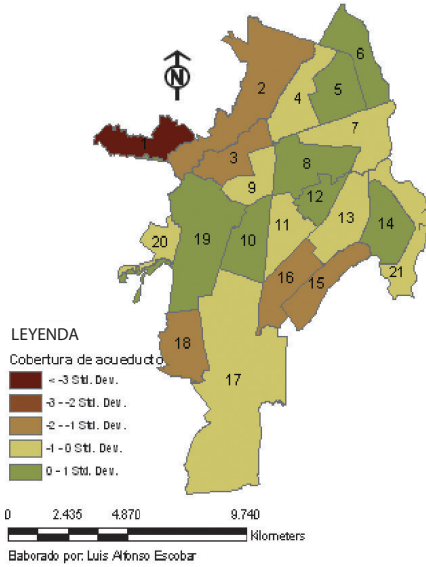 N
6
2
4
5
7
1
3
8
9
12
14
13
11
20
19
10
16
15
21
18
17
LEYENDA
Cobertura de acueducto
< -3 Std. Dev.
-3 - -2 Std. Dev.
-2 - -1 Std. Dev.
-1 - 0 Std. Dev.
0 - 1 Std. Dev.
0 2.435 4.870 9.740
Kilometers
Elaborado por: Luis Alfonso Escobar